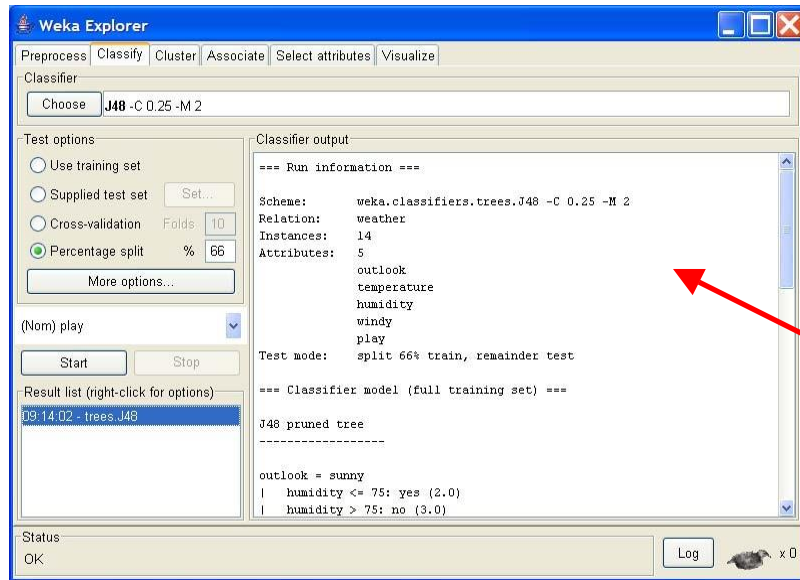 Weka Explorer
Preprocess Classify Cluster Associate Select attributes Visualize
Classifier
Choose J48 -C 0.25 -M 2
Test options
Use training set
Supplied test set Set...
Cross-validation Folds 10
Percentage split % 66
More options...
(Nom) play
Start Stop
Result list (right-click for options)
09:14:02 - trees.J48
Classifier output
=== Run information ===
Scheme: weka.classifiers.trees.J48 -C 0.25 -M 2
Relation: weather
Instances: 14
Attributes: 5
outlook
temperature
humidity
windy
play
Test mode: split 66% train, remainder test
=== Classifier model (full training set) ===
J48 pruned tree
------------------
outlook = sunny
| humidity <= 75: yes (2.0)
| humidity > 75: no (3.0)
Status
OK
Log x 0